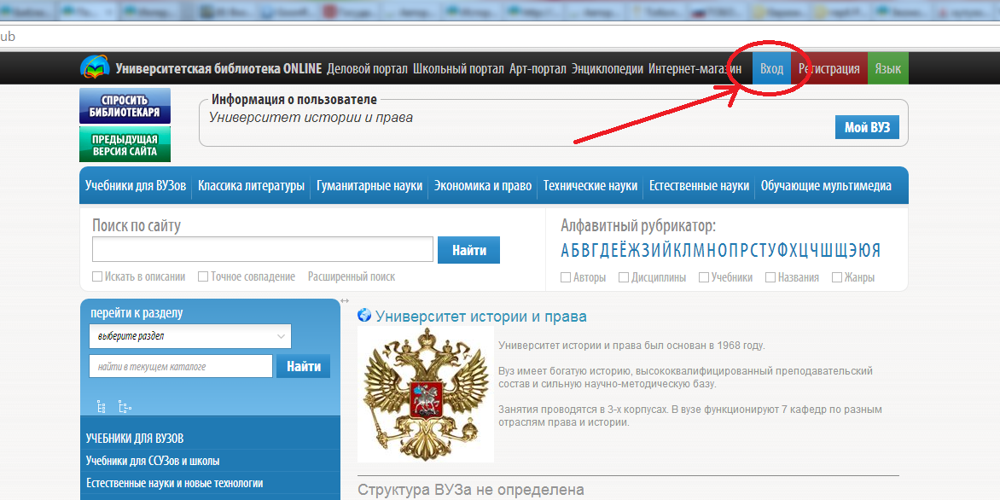 ub
Университетская библиотека ONLINE Деловой портал Школьный портал Арт-портал Энциклопедии Интернет-магазин Вход Регистрация Язык
СПРОСИТЬ
БИБЛИОТЕКАРЯ
ПРЕДЫДУЩАЯ
ВЕРСИЯ САЙТА
Информация о пользователе
Университет истории и права
Мой ВУЗ
Учебники для ВУЗов Классика литературы Гуманитарные науки Экономика и право Технические науки Естественные науки Обучающие мультимедиа
Поиск по сайту
Найти
Искать в описании Точное совпадение Расширенный поиск
Алфавитный рубрикатор:
АБВГДЕЁЖЗИЙКЛМНОПРСТУФХЦЧШЩЭЮЯ
Авторы Дисциплины Учебники Названия Жанры
перейти к разделу
выберите раздел
найти в текущем каталоге Найти
УЧЕБНИКИ ДЛЯ ВУЗОВ
Учебники для ССУЗов и школы
Естественные науки и новые технологии
Университет истории и права
Университет истории и права был основан в 1968 году.
Вуз имеет богатую историю, высококвалифицированный преподавательский
состав и сильную научно-методическую базу.
Занятия проводятся в 3-х корпусах. В вузе функционируют 7 кафедр по разным
отраслям права и истории.
Структура ВУЗа не определена